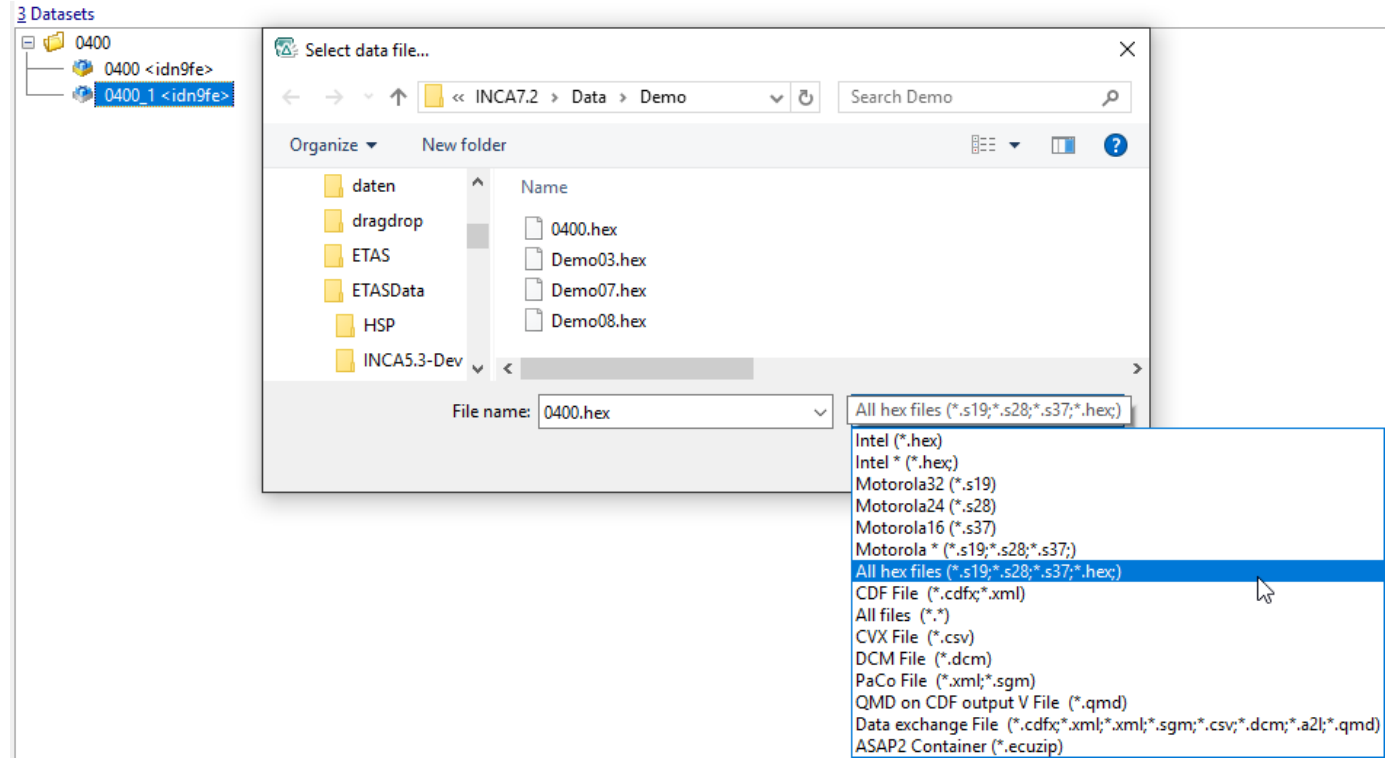 3 Datasets
0400
0400 <idn9fe>
0400_1 <idn9fe>
Select data file...
« INCA7.2 > Data > Demo
Search Demo
Organize
New folder
?
daten
dragdrop
ETAS
ETASData
HSP
INCA5.3-Dev
Name
0400.hex
Demo03.hex
Demo07.hex
Demo08.hex
File name: 0400.hex
All hex files (*.s19;*.s28;*.s37;*.hex;)
Intel (*.hex)
Intel * (*.hex;)
Motorola32 (*.s19)
Motorola24 (*.s28)
Motorola16 (*.s37)
Motorola * (*.s19;*.s28;*.s37;)
All hex files (*.s19;*.s28;*.s37;*.hex;)
CDF File (*.cdfx;*.xml)
All files (*.*)
CVX File (*.csv)
DCM File (*.dcm)
PaCo File (*.xml;*.sgm)
QMD on CDF output V File (*.qmd)
Data exchange File (*.cdfx;*.xml;*.xml;*.sgm;*.csv;*.dcm;*.a2l;*.qmd)
ASAP2 Container (*.ecuzip)